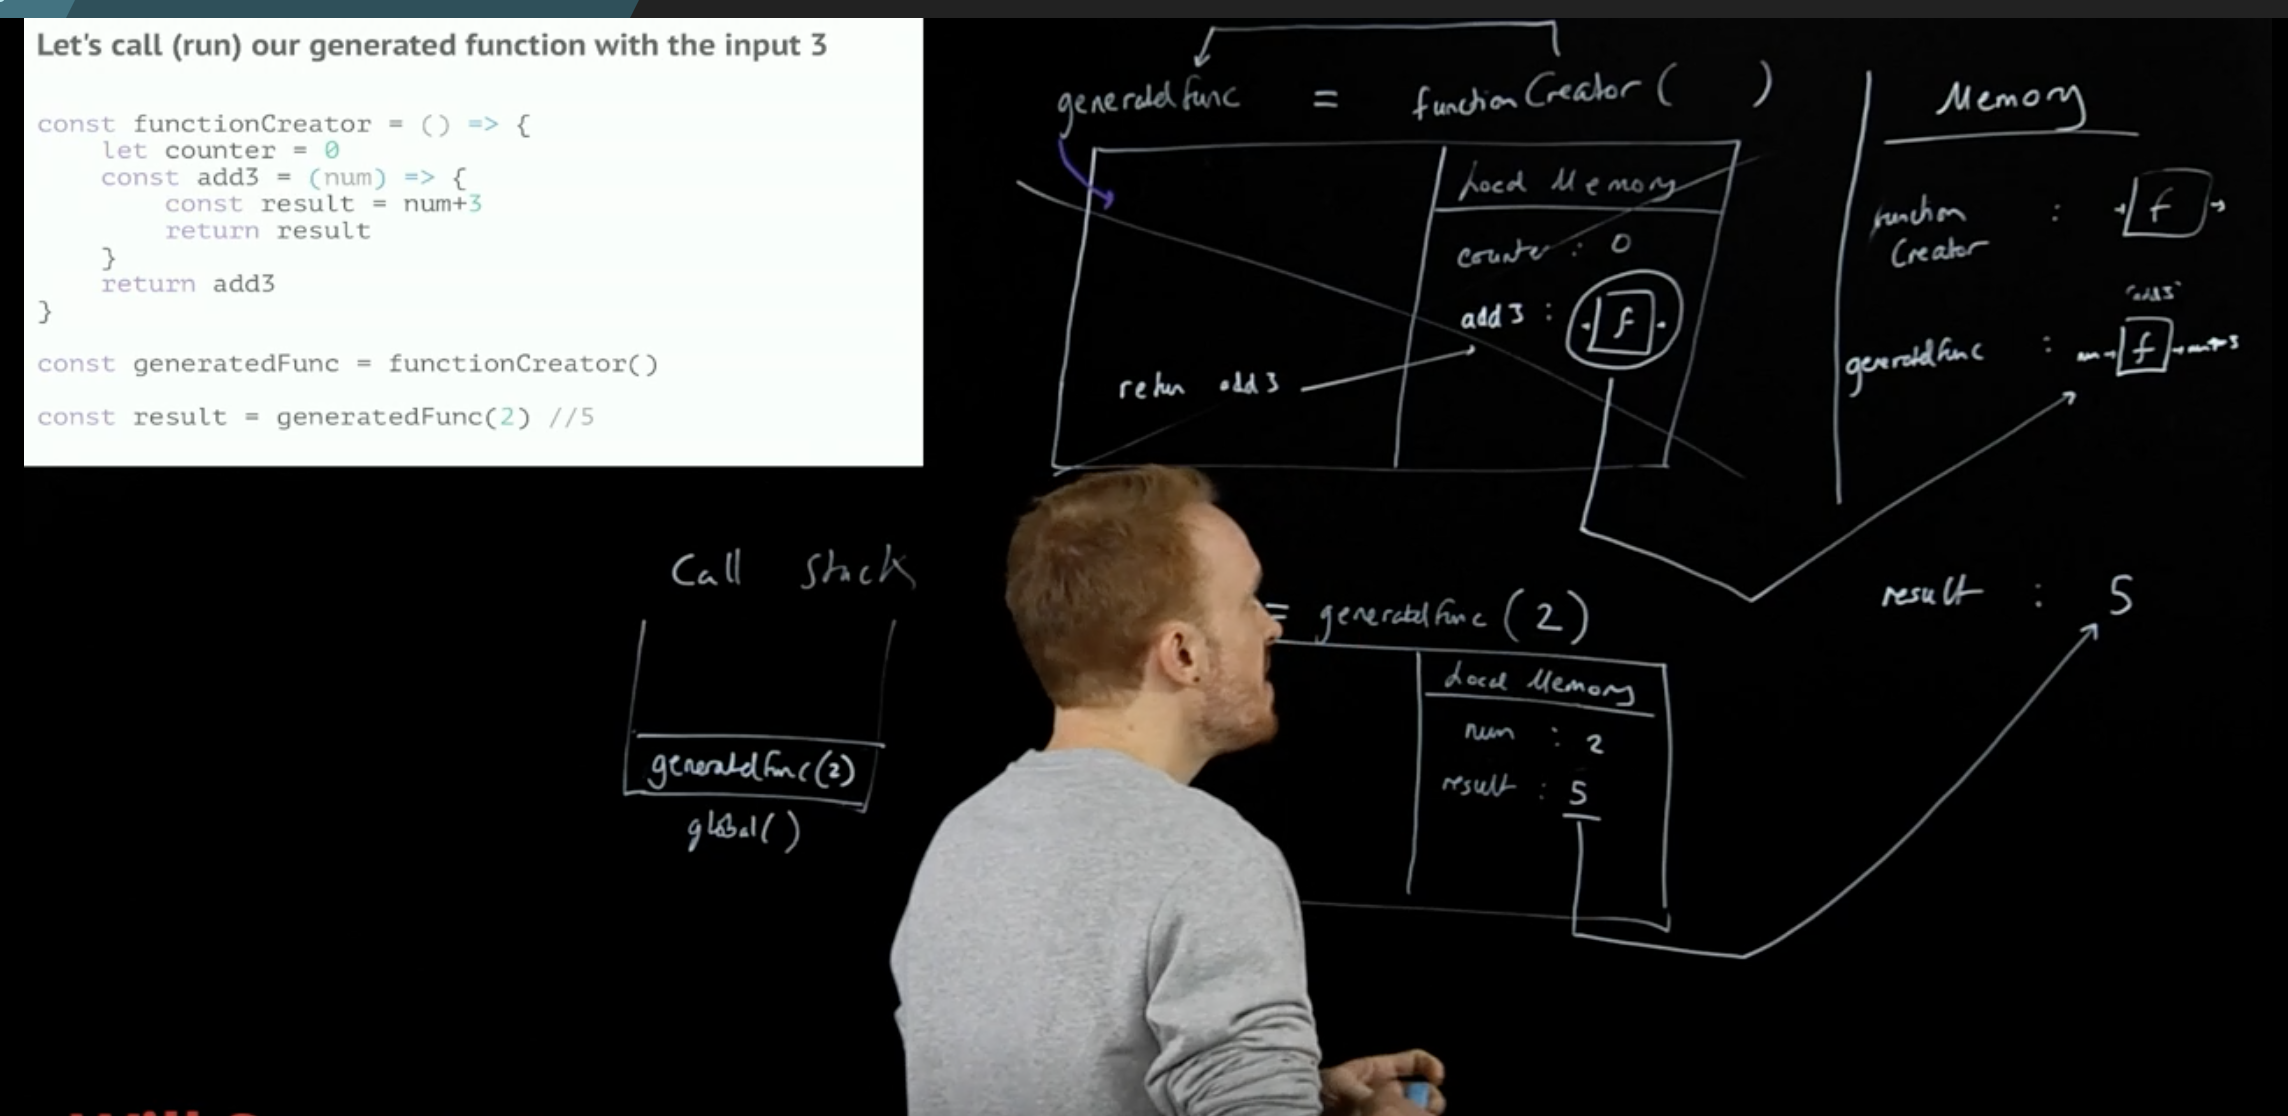 Let's call (run) our generated function with the input 3
const functionCreator = () => {
let counter = 0
const add3 = (num) => {
const result = num+3
return result
}
return add3
}
const generatedFunc = functionCreator()
const result = generatedFunc(2) //5
generatedFunc = functionCreator( )
Local Memory
counter : 0
add3 : f
return add3
Memory
function : f
Creator
"add3"
generatedFunc : f
Call Stack
generatedFunc(2)
global()
= generatedFunc(2)
Local Memory
num : 2
result : 5
result : 5